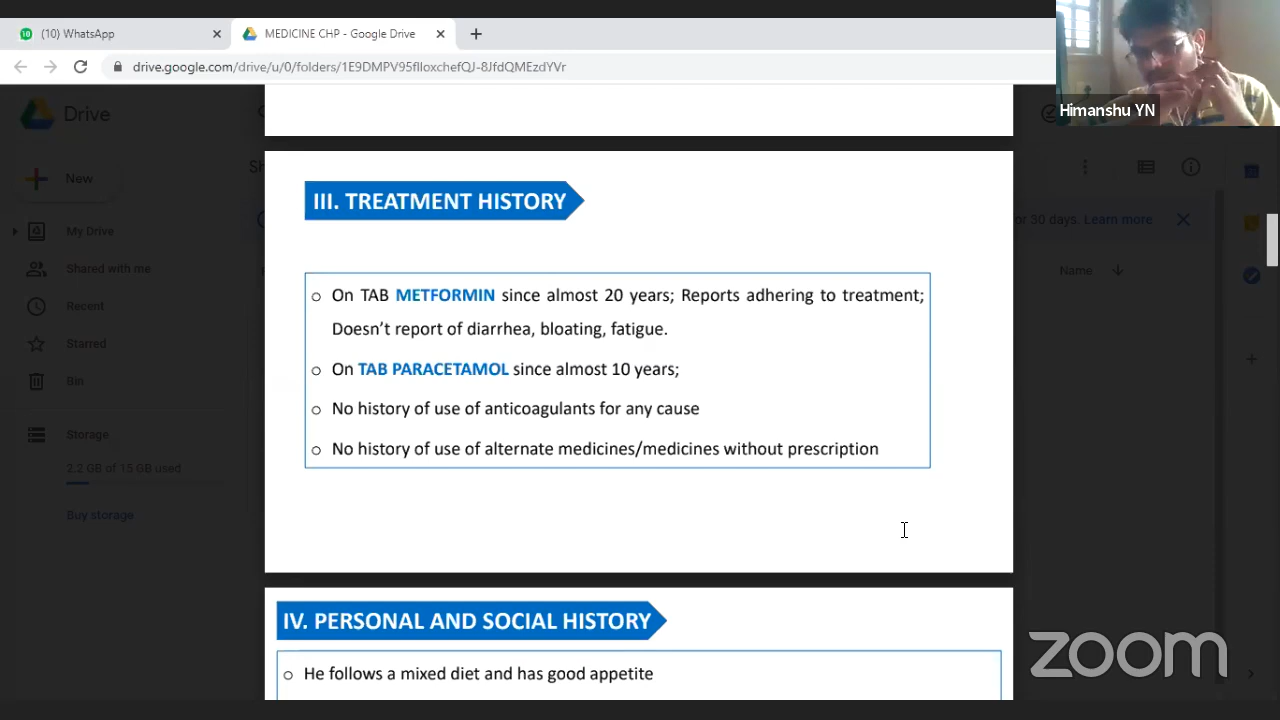 (10) WhatsApp
MEDICINE CHP - Google Drive
drive.google.com/drive/u/0/folders/1E9DMPV95flloxchefQJ-8JfdQMEzdYVr
Himanshu YN
Drive
New
My Drive
Shared with me
Recent
Starred
Bin
Storage
2.2 GB of 15 GB used
Buy storage
or 30 days. Learn more
Name
III. TREATMENT HISTORY
o On TAB METFORMIN since almost 20 years; Reports adhering to treatment;
Doesn't report of diarrhea, bloating, fatigue.
o On TAB PARACETAMOL since almost 10 years;
o No history of use of anticoagulants for any cause
o No history of use of alternate medicines/medicines without prescription
IV. PERSONAL AND SOCIAL HISTORY
o He follows a mixed diet and has good appetite
zoom